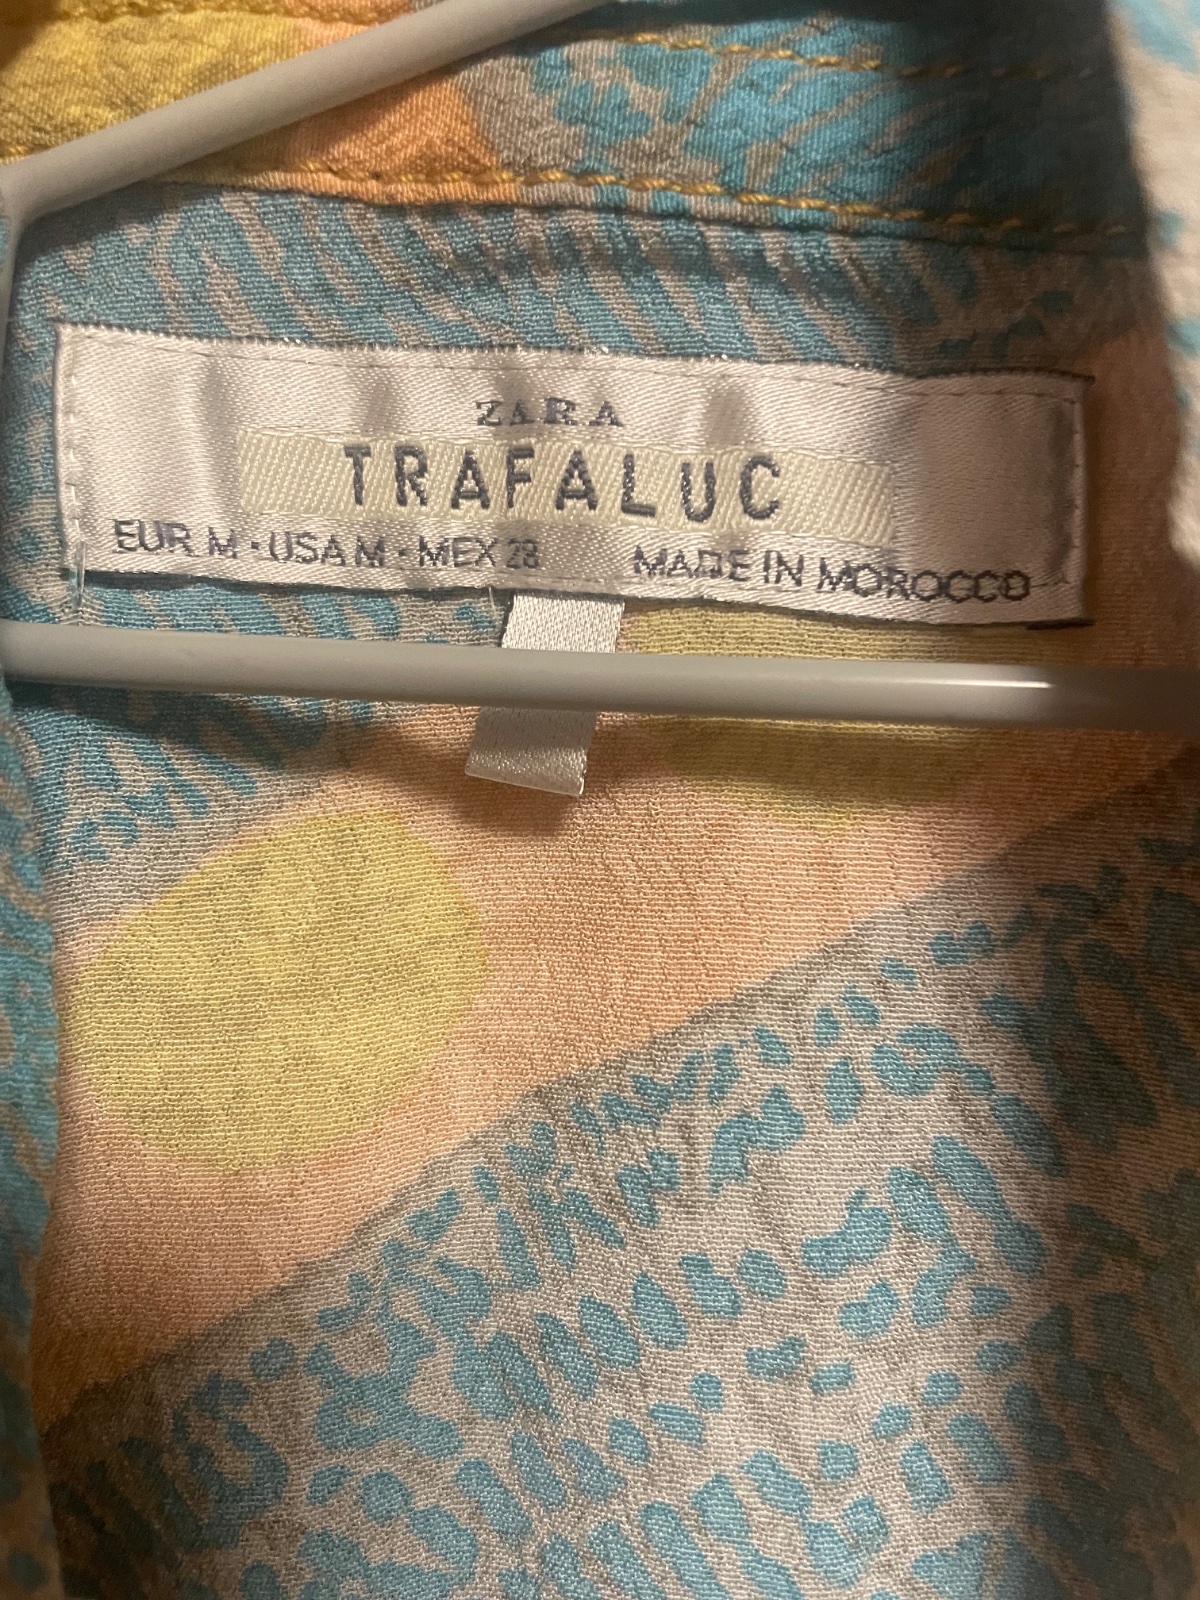 ZARA
TRAFALUC
EUR M · USA M · MEX 28 MADE IN MOROCCO